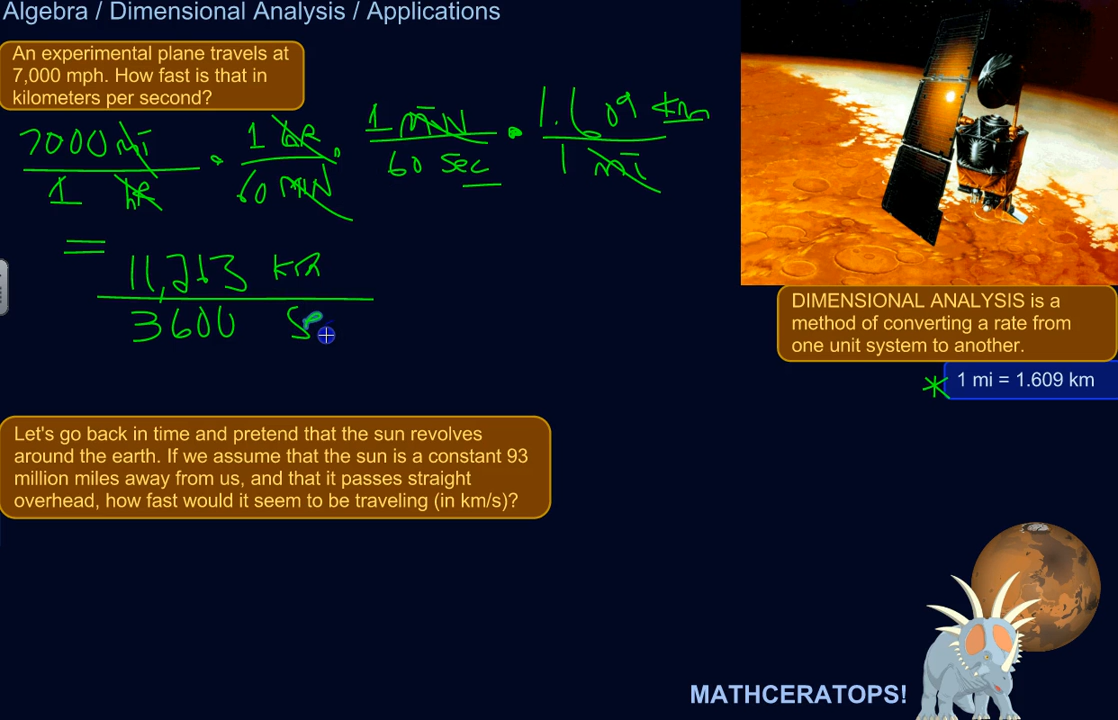 Algebra / Dimensional Analysis / Applications
An experimental plane travels at
7,000 mph. How fast is that in
kilometers per second?
7000 mi / 1 hR · 1 hR / 60 MIN · 1 MIN / 60 Sec · 1.609 km / 1 mi
= 11,263 km / 3600 Se
DIMENSIONAL ANALYSIS is a
method of converting a rate from
one unit system to another.
* 1 mi = 1.609 km
Let's go back in time and pretend that the sun revolves
around the earth. If we assume that the sun is a constant 93
million miles away from us, and that it passes straight
overhead, how fast would it seem to be traveling (in km/s)?
MATHCERATOPS!